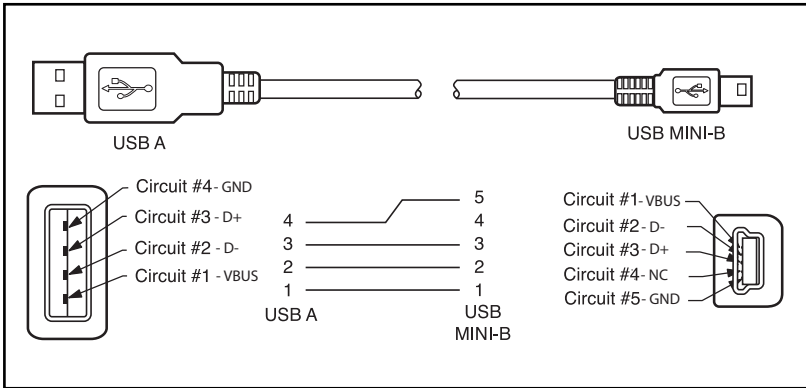 USB A
USB MINI-B
Circuit #4- GND
Circuit #3 - D+
Circuit #2 - D-
Circuit #1 - VBUS
4
3
2
1
USB A
5
4
3
2
1
USB
MINI-B
Circuit #1- VBUS
Circuit #2- D-
Circuit #3- D+
Circuit #4- NC
Circuit #5- GND